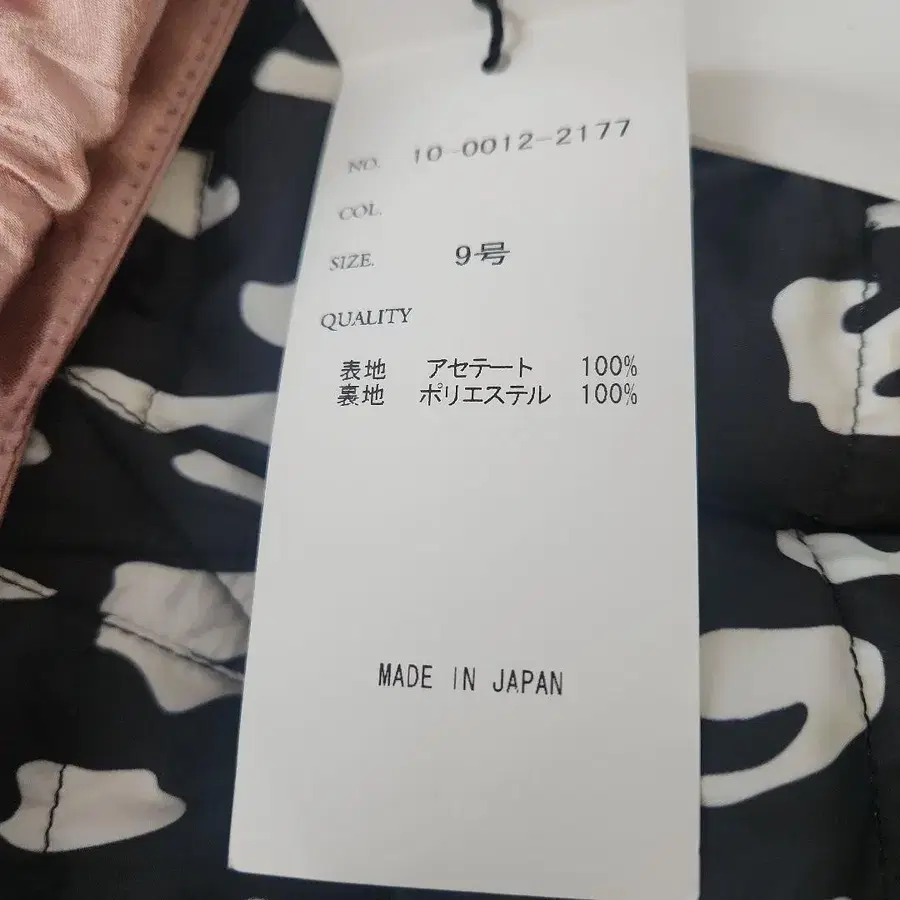 NO. 10-0012-2177
COL.
SIZE. 9号
QUALITY
表地 アセテート 100%
裏地 ポリエステル 100%
MADE IN JAPAN